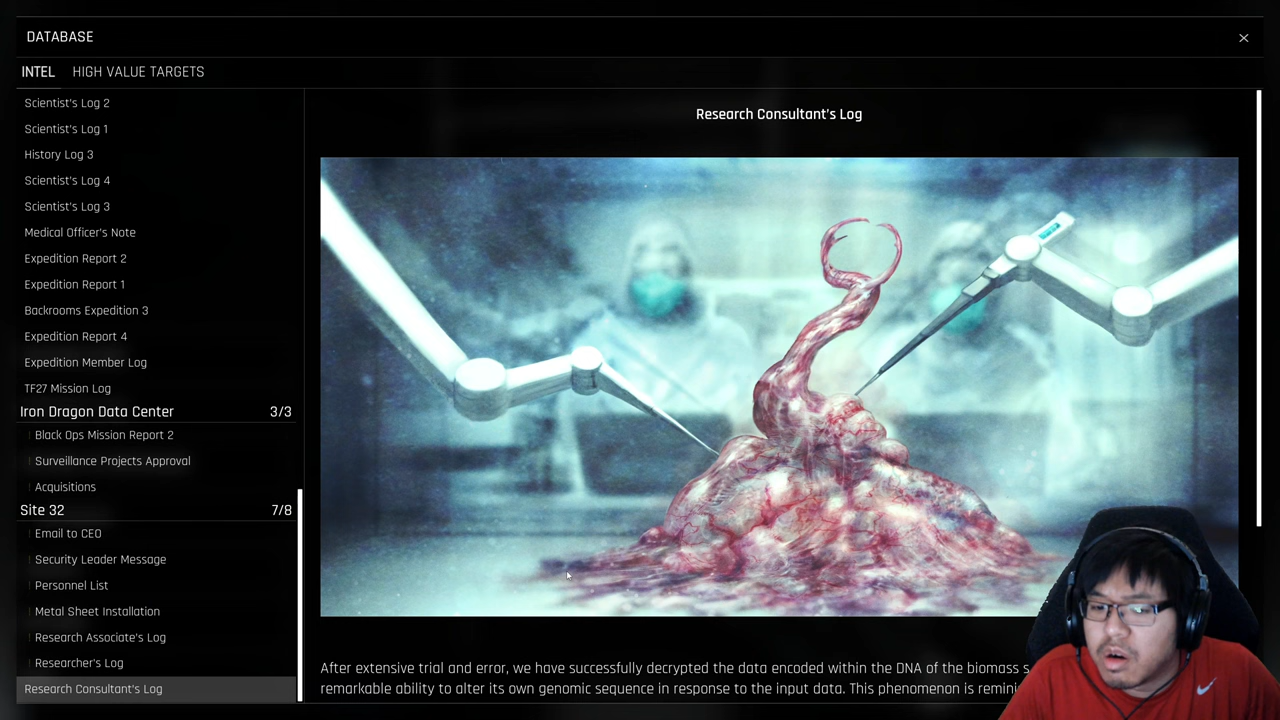 DATABASE
INTEL HIGH VALUE TARGETS
Scientist's Log 2
Scientist's Log 1
History Log 3
Scientist's Log 4
Scientist's Log 3
Medical Officer's Note
Expedition Report 2
Expedition Report 1
Backrooms Expedition 3
Expedition Report 4
Expedition Member Log
TF27 Mission Log
Iron Dragon Data Center 3/3
Black Ops Mission Report 2
Surveillance Projects Approval
Acquisitions
Site 32 7/8
Email to CEO
Security Leader Message
Personnel List
Metal Sheet Installation
Research Associate's Log
Researcher's Log
Research Consultant's Log
Research Consultant's Log
After extensive trial and error, we have successfully decrypted the data encoded within the DNA of the biomass
remarkable ability to alter its own genomic sequence in response to the input data. This phenomenon is